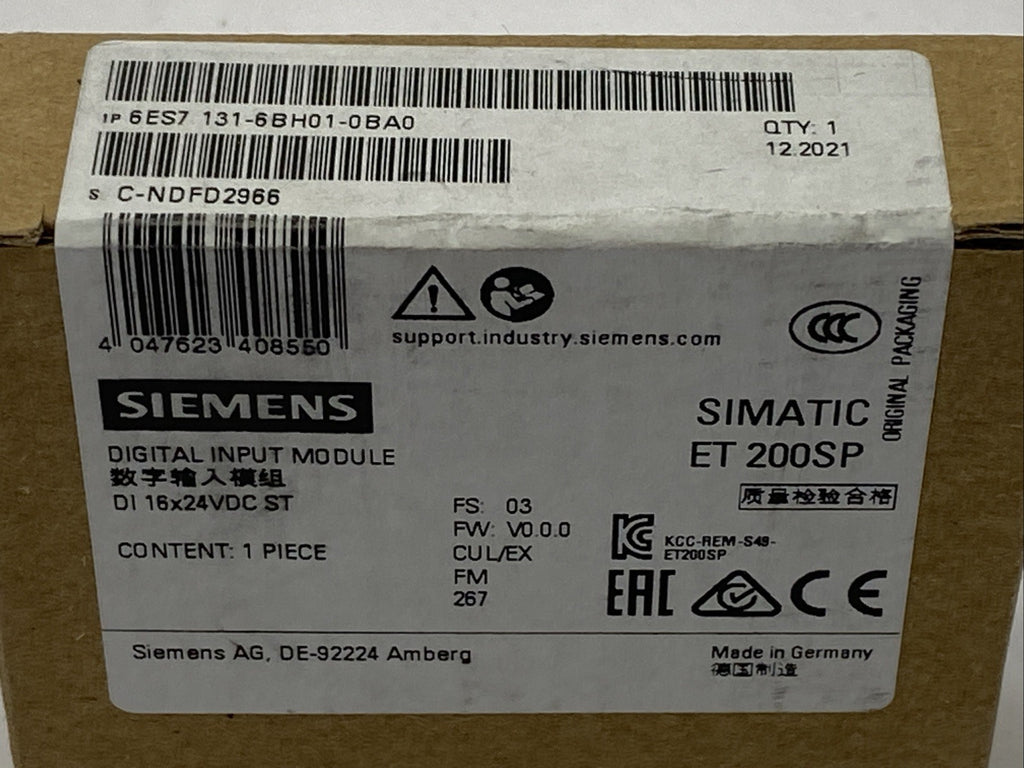 1P 6ES7 131-6BH01-0BA0
QTY: 1
12.2021
S C-NDFD2966
4 047623 408550
support.industry.siemens.com
CCC
ORIGINAL PACKAGING
SIEMENS
SIMATIC
ET 200SP
DIGITAL INPUT MODULE
数字输入模组
DI 16x24VDC ST
质量检验合格
FS: 03
FW: V0.0.0
CONTENT: 1 PIECE
CUL/EX
FM
267
KC
KCC-REM-S49-
ET200SP
EAC
CE
Siemens AG, DE-92224 Amberg
Made in Germany
德国制造